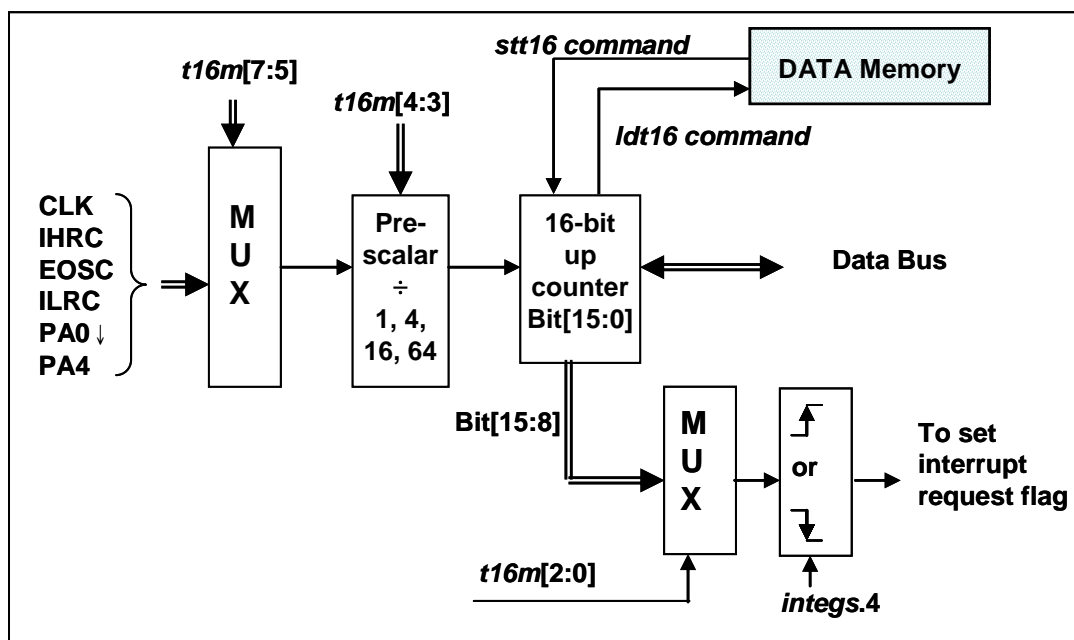 stt16 command
DATA Memory
t16m[7:5]
t16m[4:3]
ldt16 command
CLK
IHRC
EOSC
ILRC
PA0 ↓
PA4
M
U
X
Pre-
scalar
÷
1, 4,
16, 64
16-bit
up
counter
Bit[15:0]
Data Bus
Bit[15:8]
M
U
X
or
To set
interrupt
request flag
t16m[2:0]
integs.4